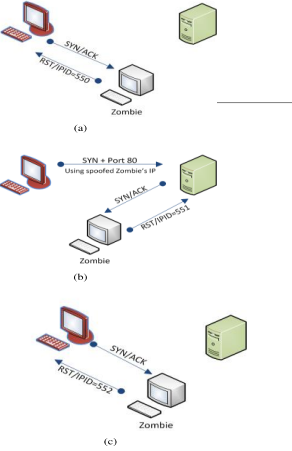 SYN/ACK
RST/IPID=550
Zombie
(a)
SYN + Port 80
Using spoofed Zombie's IP
SYN/ACK
RST/IPID=551
Zombie
(b)
SYN/ACK
RST/IPID=552
Zombie
(c)